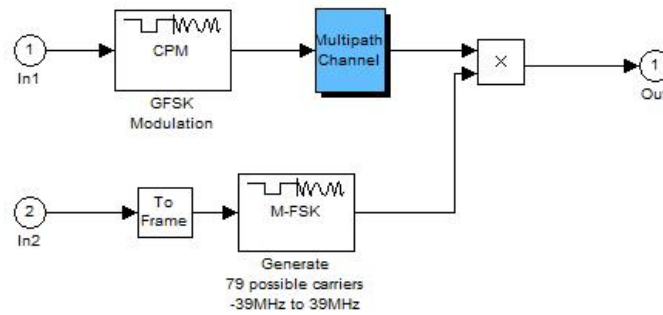 1
In1
CPM
GFSK
Modulation
Multipath
Channel
×
1
Out
2
In2
To
Frame
M-FSK
Generate
79 possible carriers
-39MHz to 39MHz